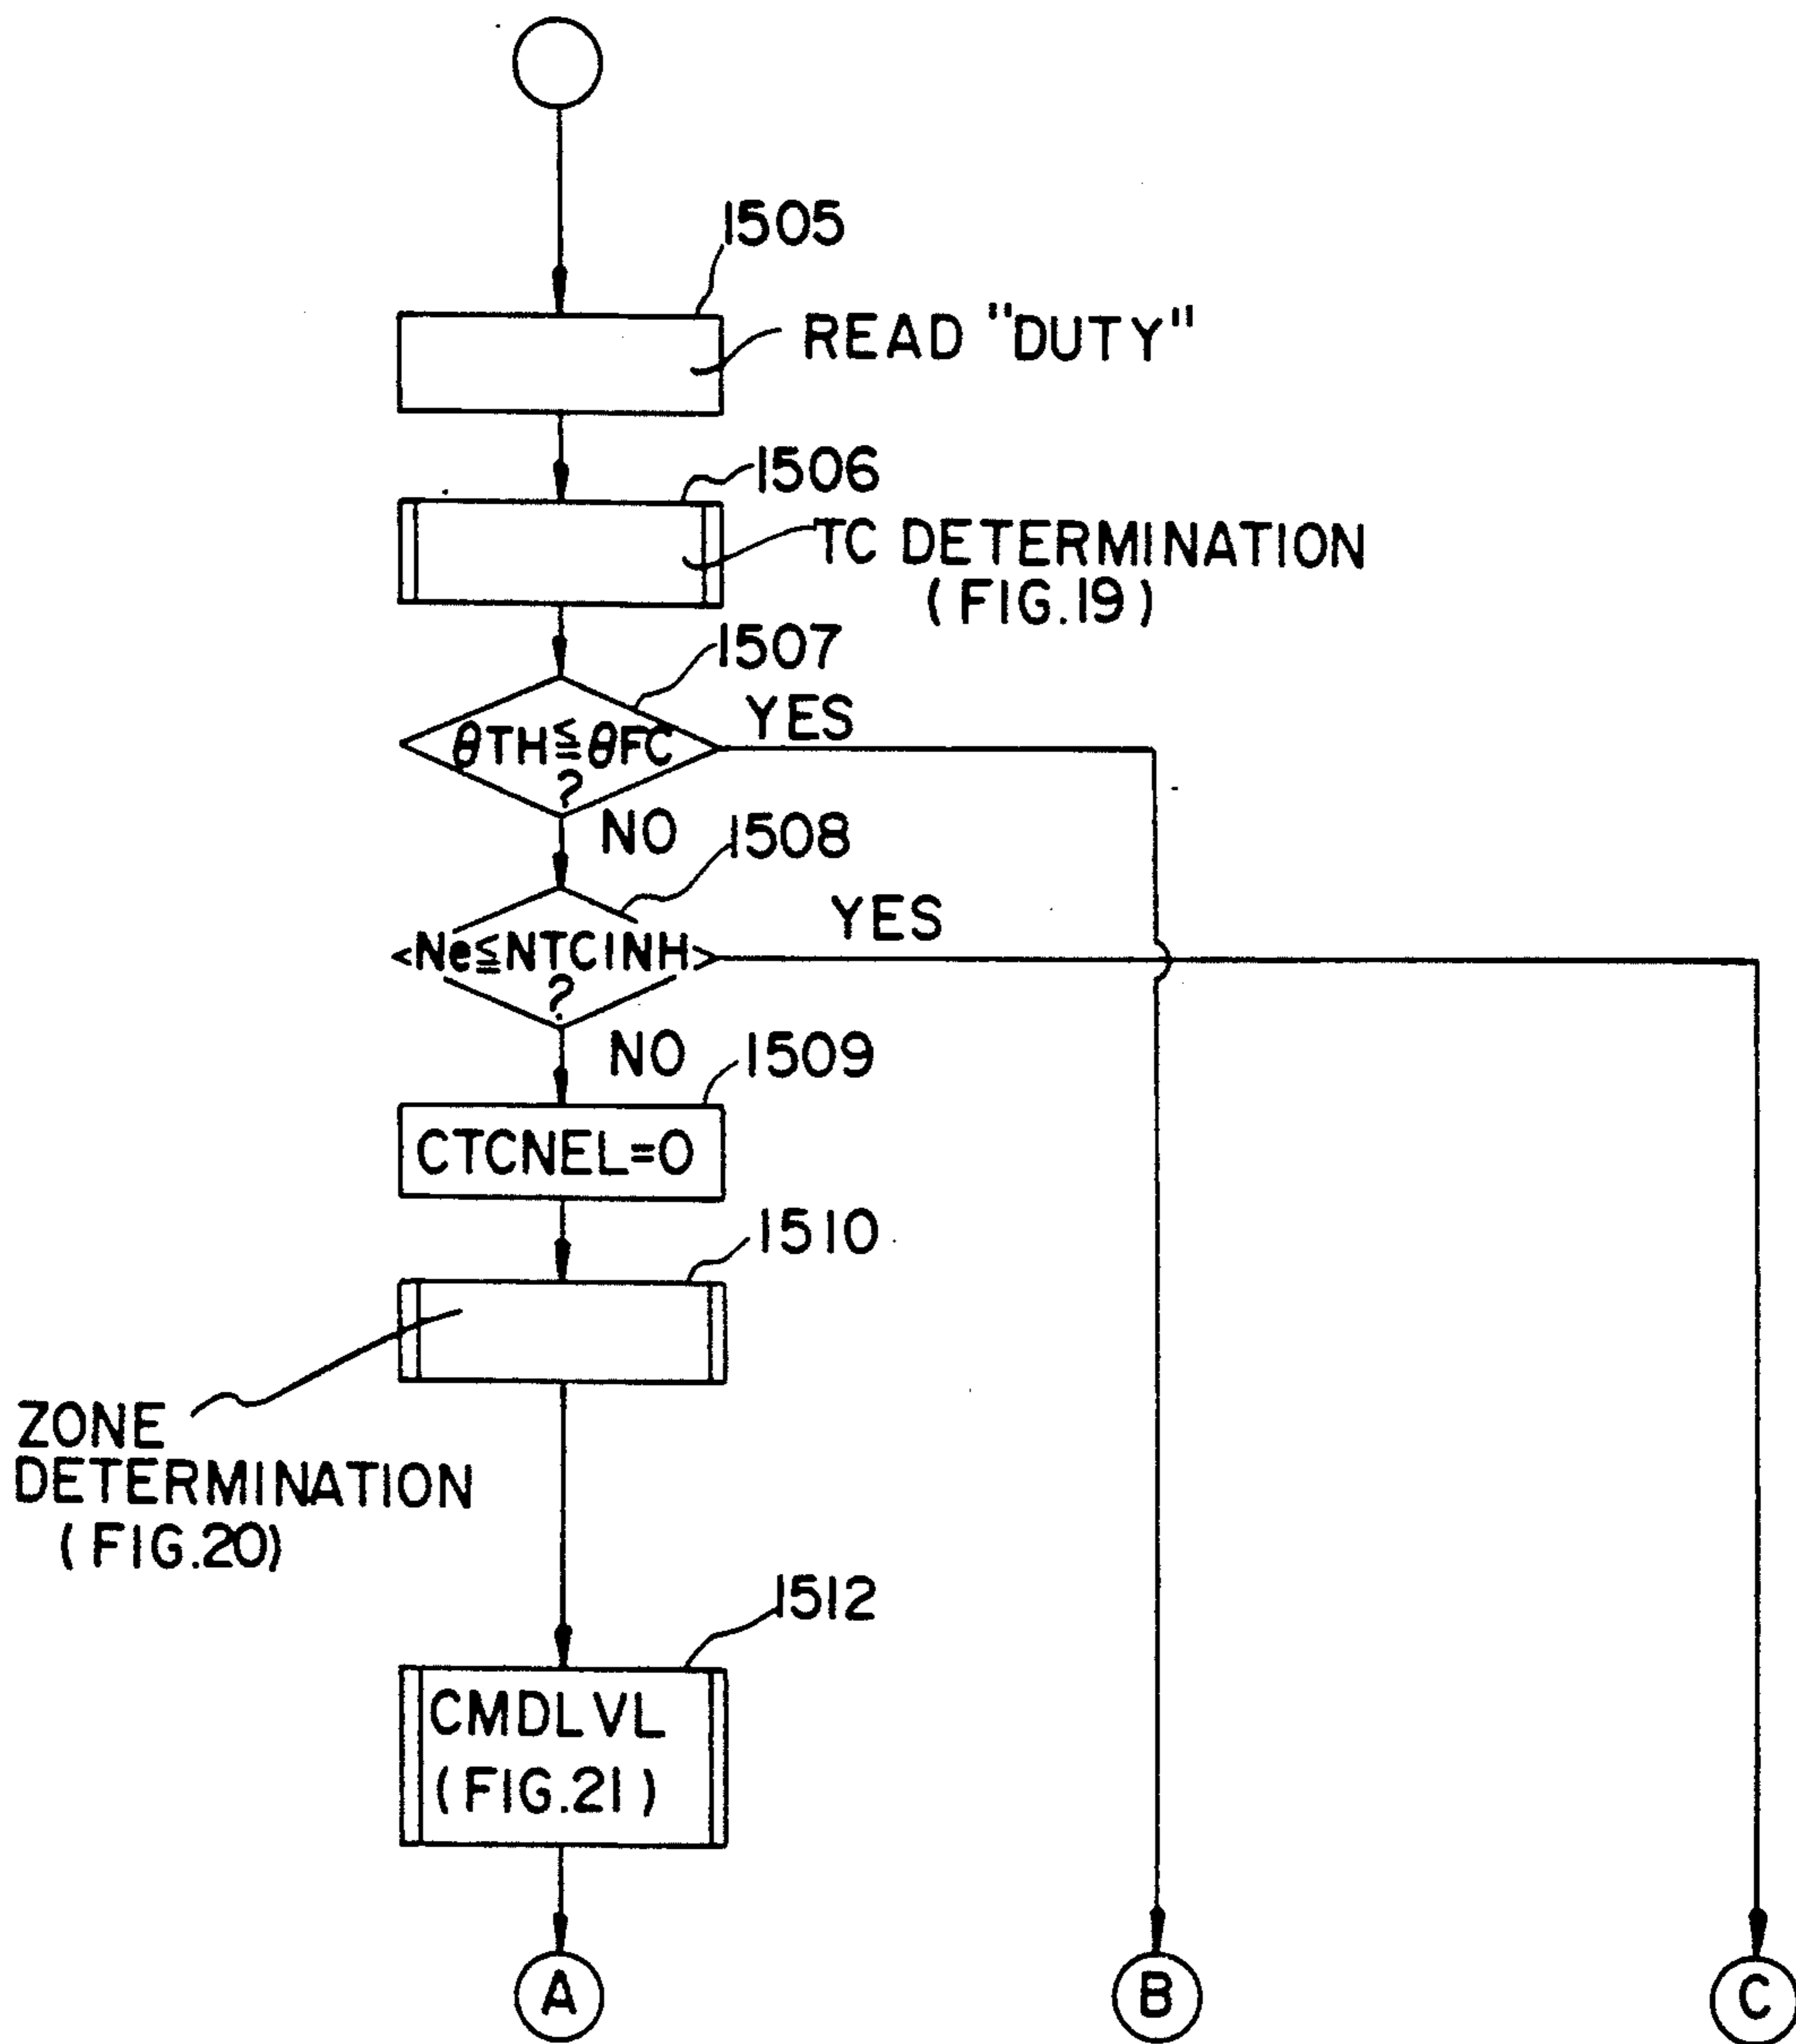 1505
READ "DUTY"
1506
TC DETERMINATION
(FIG.19)
1507
YES
θTH≦θFC
?
NO
1508
YES
Ne≦NTCINH
?
NO
1509
CTCNEL=0
1510
ZONE
DETERMINATION
(FIG.20)
1512
CMDLVL
(FIG.21)
A
B
C